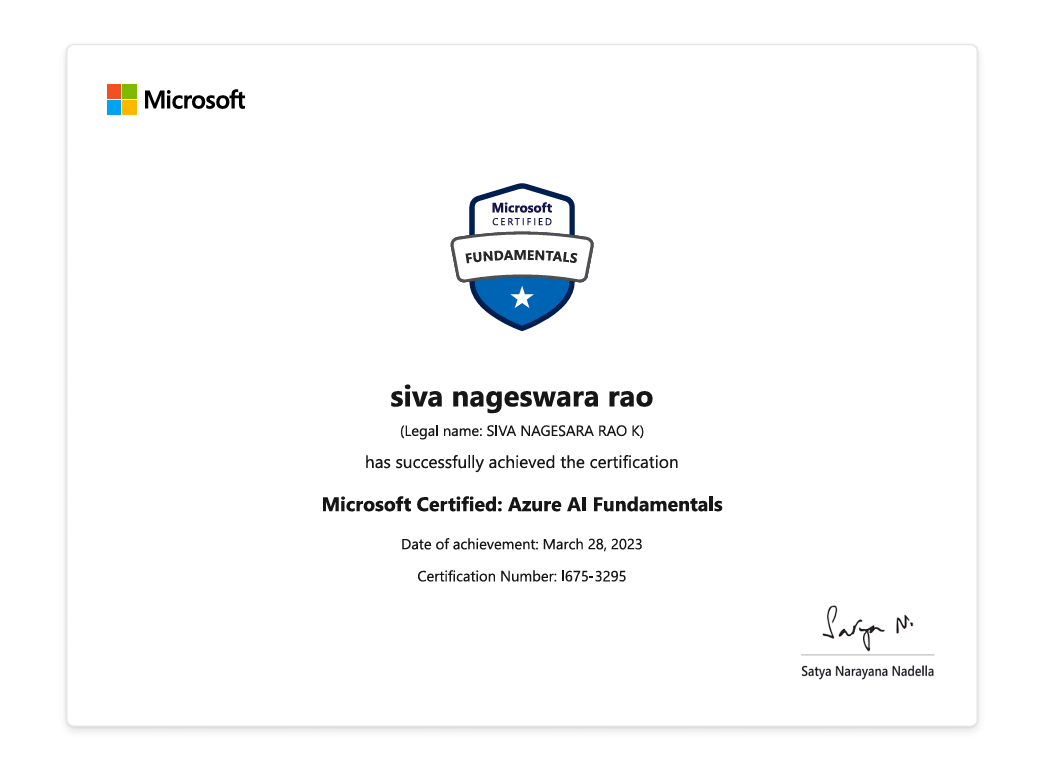 Microsoft
Microsoft
CERTIFIED
FUNDAMENTALS
siva nageswara rao
(Legal name: SIVA NAGESARA RAO K)
has successfully achieved the certification
Microsoft Certified: Azure AI Fundamentals
Date of achievement: March 28, 2023
Certification Number: I675-3295
Satya N.
Satya Narayana Nadella